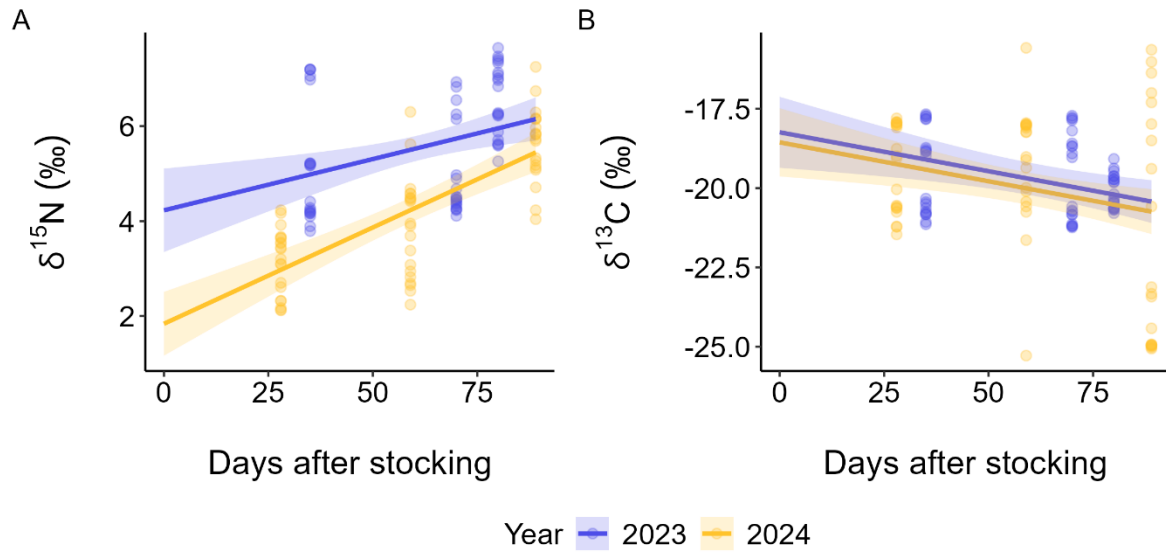 A
δ15N (‰)
6
4
2
0 25 50 75
Days after stocking
B
δ13C (‰)
-17.5
-20.0
-22.5
-25.0
0 25 50 75
Days after stocking
Year 2023 2024